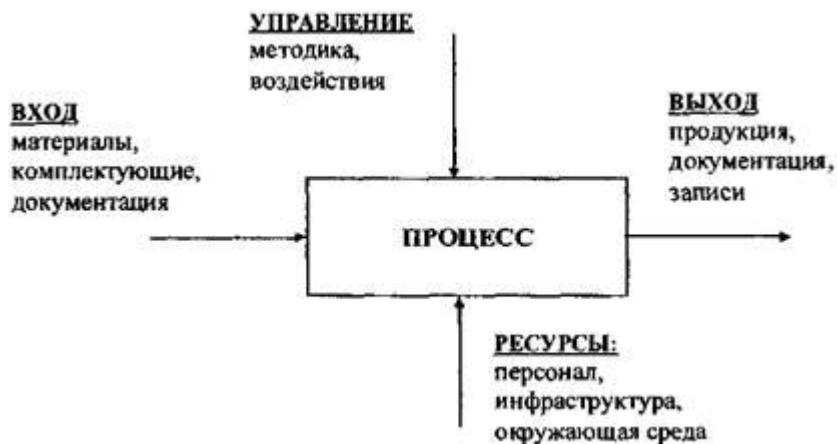 УПРАВЛЕНИЕ
методика,
воздействия
ВХОД
материалы,
комплектующие,
документация
ВЫХОД
продукция,
документация,
записи
ПРОЦЕСС
РЕСУРСЫ:
персонал,
инфраструктура,
окружающая среда